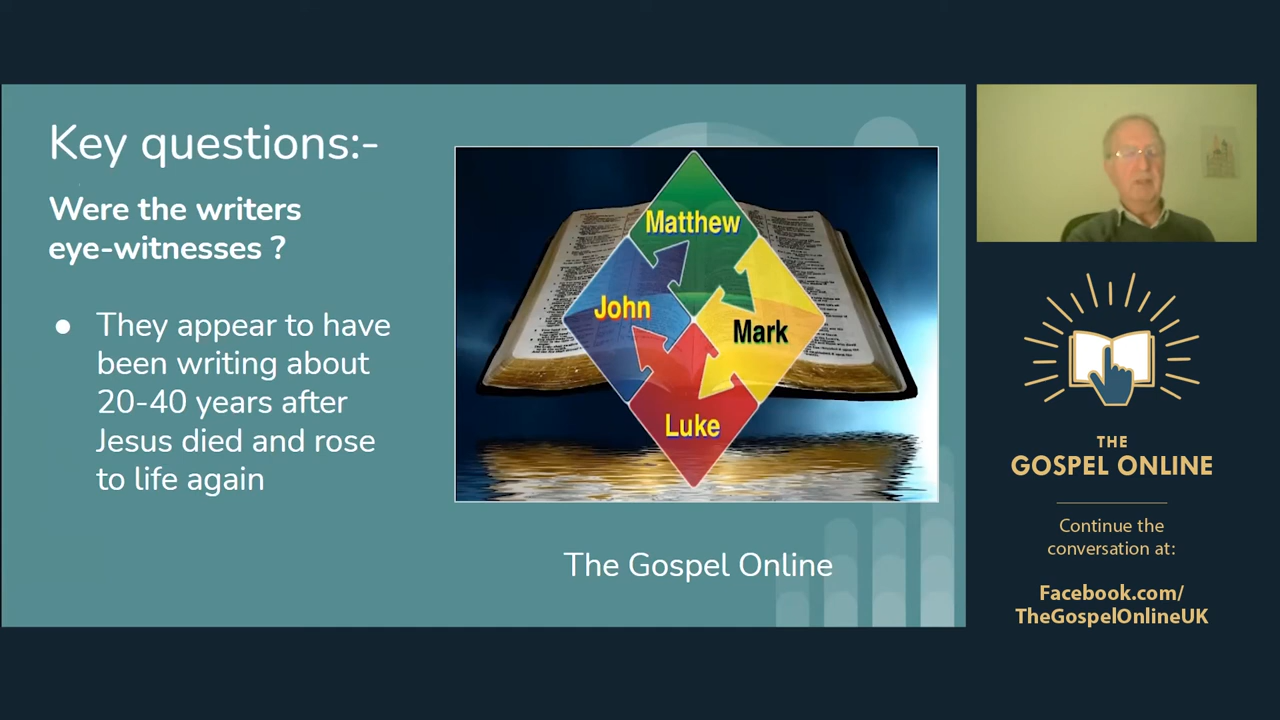 Key questions:-
Were the writers
eye-witnesses ?
● They appear to have
been writing about
20-40 years after
Jesus died and rose
to life again
Matthew
John
Mark
Luke
The Gospel Online
THE
GOSPEL ONLINE
Continue the
conversation at:
Facebook.com/
TheGospelOnlineUK